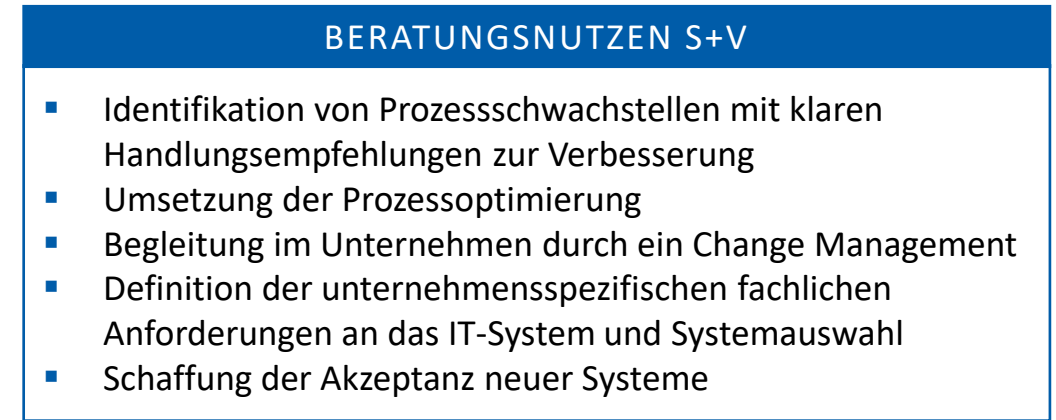 BERATUNGSNUTZEN S+V
▪ Identifikation von Prozessschwachstellen mit klaren
Handlungsempfehlungen zur Verbesserung
▪ Umsetzung der Prozessoptimierung
▪ Begleitung im Unternehmen durch ein Change Management
▪ Definition der unternehmensspezifischen fachlichen
Anforderungen an das IT-System und Systemauswahl
▪ Schaffung der Akzeptanz neuer Systeme